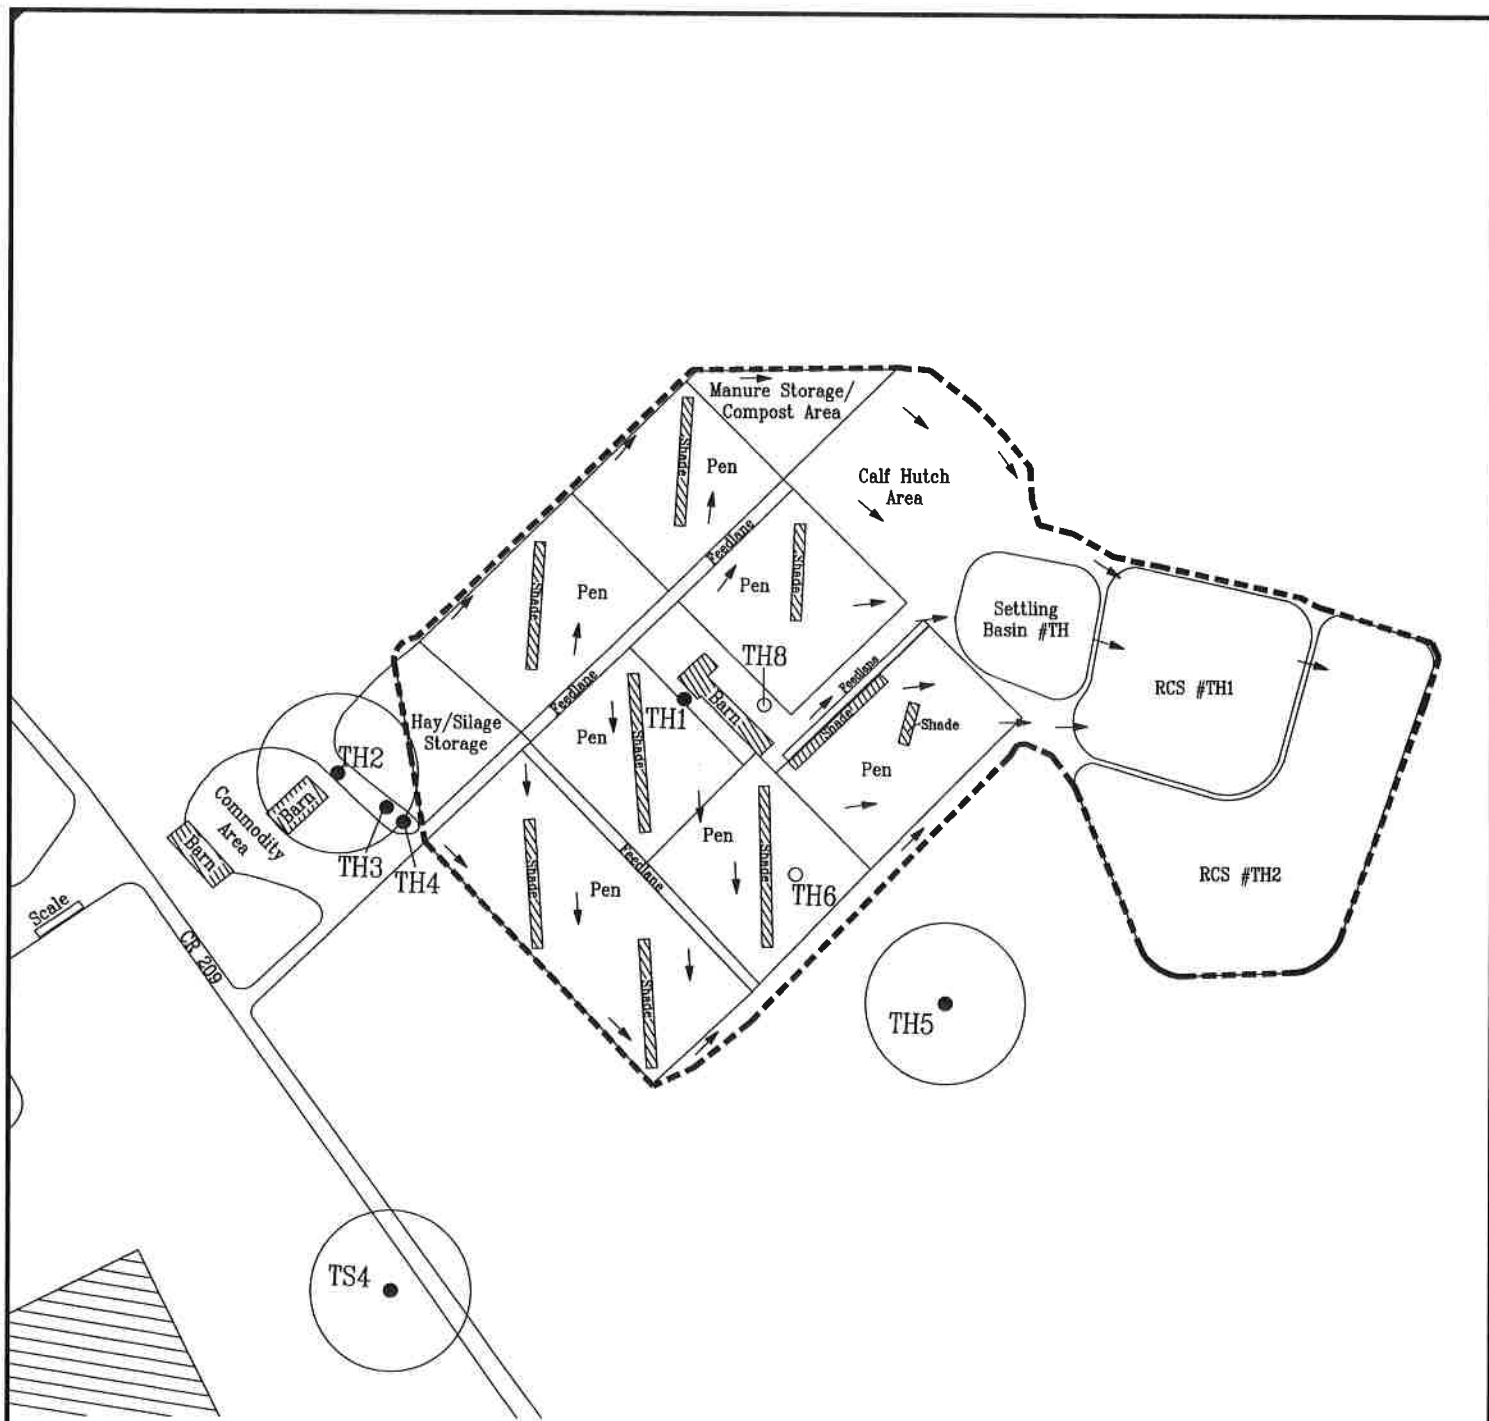 Manure Storage/
Compost Area
Shade
Pen
Calf Hutch
Area
Feedlane
Shade
Pen
Shade
Pen
Settling
Basin #TH
TH8
Feedlane
RCS #TH1
Feedlane
Barn
TH1
Hay/Silage
Storage
Shade
Pen
Shade
Shade
Pen
TH2
Commodity
Area
Barn
Barn
TH3
TH4
Pen
Shade
Feedlane
Shade
Pen
TH6
RCS #TH2
Scale
CR 209
Shade
TH5
TS4